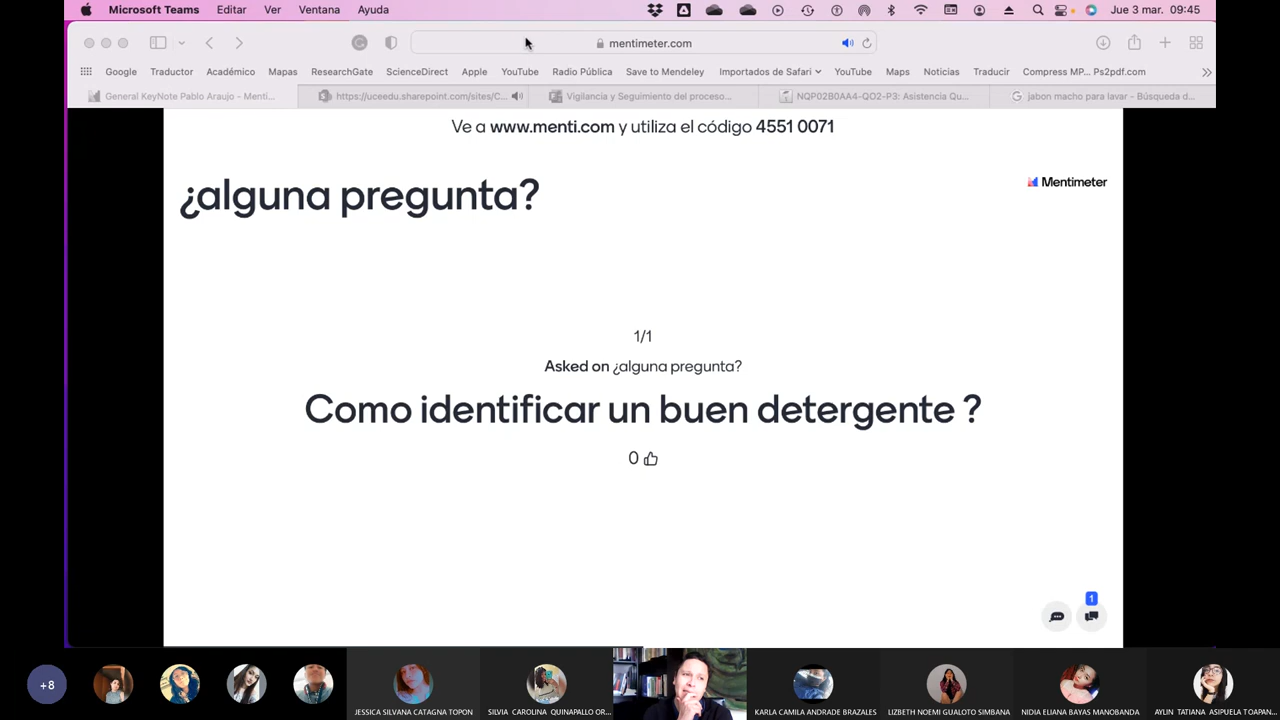 Microsoft Teams Editar Ver Ventana Ayuda Jue 3 mar. 09:45
mentimeter.com
Google Traductor Académico Mapas ResearchGate ScienceDirect Apple YouTube Radio Pública Save to Mendeley Importados de Safari YouTube Maps Noticias Traducir Compress MP... Ps2pdf.com
General KeyNote Pablo Araujo - Menti... https://uceedu.sharepoint.com/sites/C... Vigilancia y Seguimiento del proceso... NQP02B0AA4-QO2-P3: Asistencia Qu... jabon macho para lavar - Búsqueda d...
Ve a www.menti.com y utiliza el código 4551 0071
¿alguna pregunta?
Mentimeter
1/1
Asked on ¿alguna pregunta?
Como identificar un buen detergente ?
0
1
+8
JESSICA SILVANA CATAGNA TOPON
SILVIA CAROLINA QUINAPALLO OR...
KARLA CAMILA ANDRADE BRAZALES
LIZBETH NOEMI GUALOTO SIMBANA
NIDIA ELIANA BAYAS MANOBANDA
AYLIN TATIANA ASIPUELA TOAPAN...